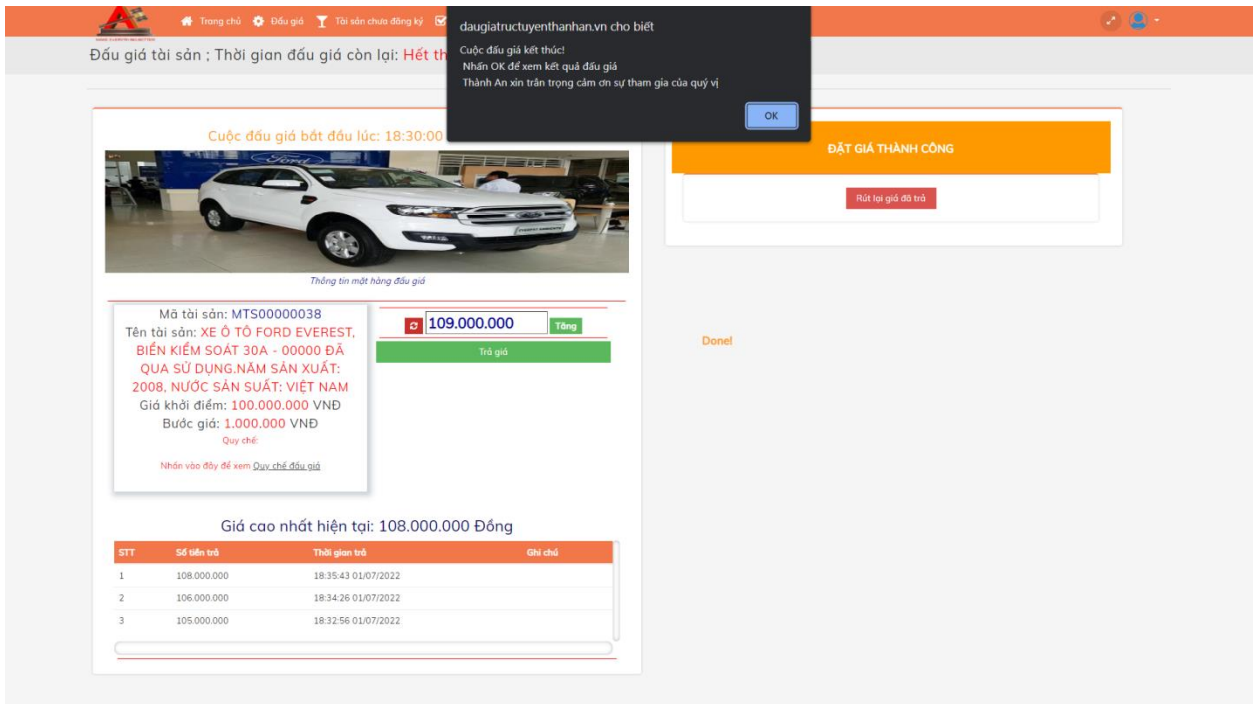 Trang chủ Đấu giá Tài sản chưa đăng ký
daugiatructuyenthanhan.vn cho biết
Cuộc đấu giá kết thúc!
Nhấn OK để xem kết quả đấu giá
Thành An xin trân trọng cảm ơn sự tham gia của quý vị
OK
Đấu giá tài sản ; Thời gian đấu giá còn lại: Hết th
Cuộc đấu giá bắt đầu lúc: 18:30:00
Ford
Thông tin mặt hàng đấu giá
Mã tài sản: MTS00000038
Tên tài sản: XE Ô TÔ FORD EVEREST,
BIỂN KIỂM SOÁT 30A - 00000 ĐÃ
QUA SỬ DỤNG.NĂM SẢN XUẤT:
2008, NƯỚC SẢN SUẤT: VIỆT NAM
Giá khởi điểm: 100.000.000 VNĐ
Bước giá: 1.000.000 VNĐ
Quy chế:
Nhấn vào đây để xem Quy chế đấu giá
109.000.000 Tăng
Trả giá
Giá cao nhất hiện tại: 108.000.000 Đồng
STT Số tiền trả Thời gian trả Ghi chú
1 108.000.000 18:35:43 01/07/2022
2 106.000.000 18:34:26 01/07/2022
3 105.000.000 18:32:56 01/07/2022
ĐẶT GIÁ THÀNH CÔNG
Rút lại giá đã trả
Done!